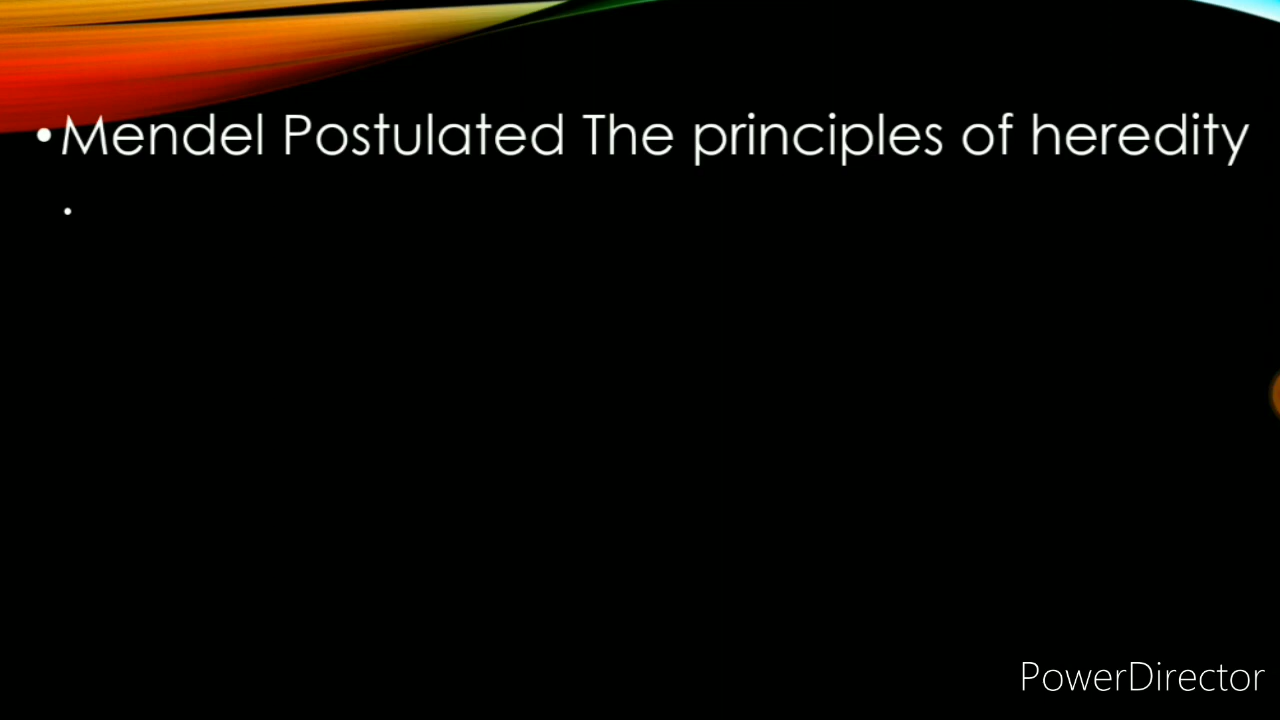 •Mendel Postulated The principles of heredity
.
PowerDirector